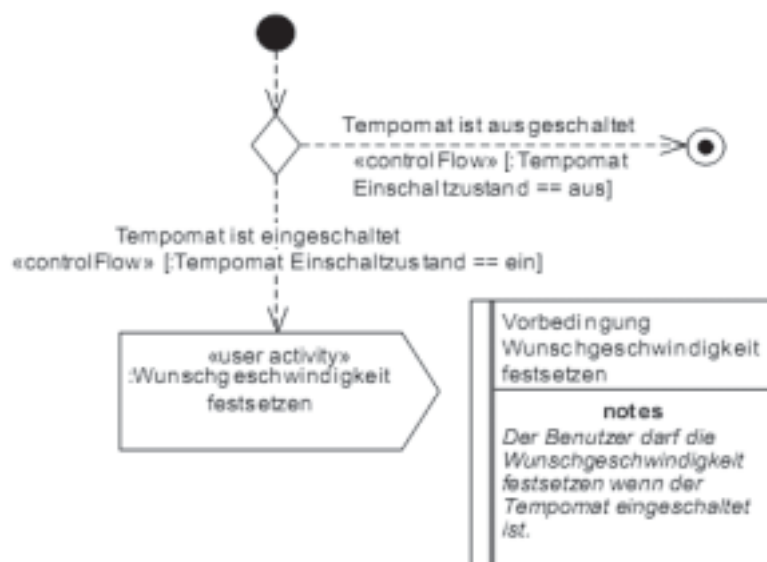 Tempomat ist ausgeschaltet
«controlFlow» [:Tempomat
Einschaltzustand == aus]
Tempomat ist eingeschaltet
«controlFlow» [:Tempomat Einschaltzustand == ein]
«user activity»
:Wunschgeschwindigkeit
festsetzen
Vorbedingung
Wunschgeschwindigkeit
festsetzen
notes
Der Benutzer darf die
Wunschgeschwindigkeit
festsetzen wenn der
Tempomat eingeschaltet
ist.